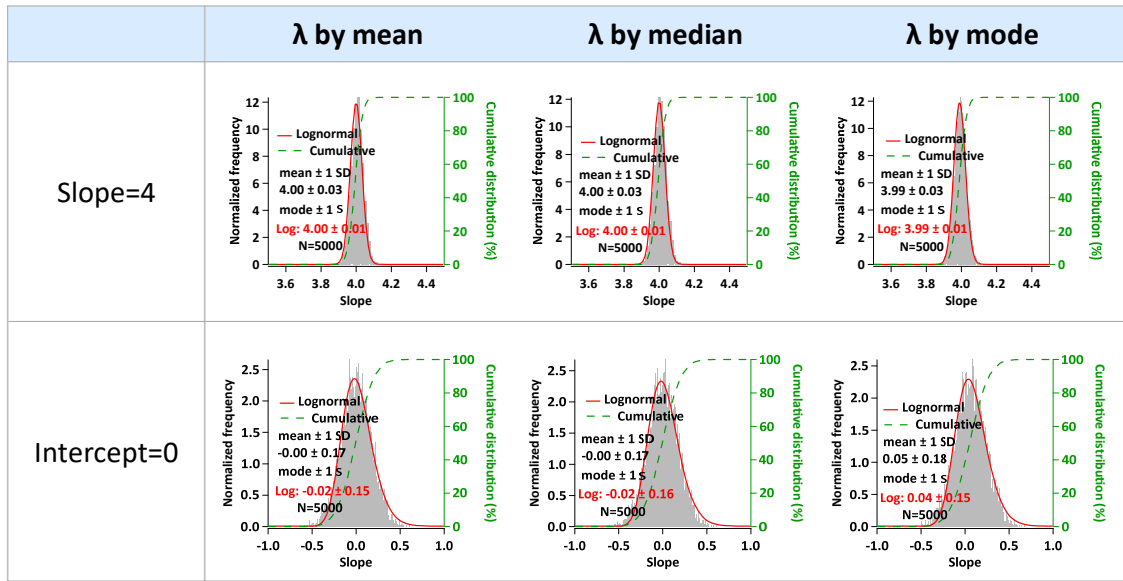 λ by mean
λ by median
λ by mode
Slope=4
Normalized frequency
12
10
8
6
4
2
0
Lognormal
Cumulative
mean ± 1 SD
4.00 ± 0.03
mode ± 1 S
Log: 4.00 ± 0.01
N=5000
100
80
60
40
20
0
Cumulative distribution (%)
3.6 3.8 4.0 4.2 4.4
Slope
Normalized frequency
12
10
8
6
4
2
0
Lognormal
Cumulative
mean ± 1 SD
4.00 ± 0.03
mode ± 1 S
Log: 4.00 ± 0.01
N=5000
100
80
60
40
20
0
Cumulative distribution (%)
3.6 3.8 4.0 4.2 4.4
Slope
Normalized frequency
12
10
8
6
4
2
0
Lognormal
Cumulative
mean ± 1 SD
3.99 ± 0.03
mode ± 1 S
Log: 3.99 ± 0.01
N=5000
100
80
60
40
20
0
Cumulative distribution (%)
3.6 3.8 4.0 4.2 4.4
Slope
Intercept=0
Normalized frequency
2.5
2.0
1.5
1.0
0.5
0.0
Lognormal
Cumulative
mean ± 1 SD
-0.00 ± 0.17
mode ± 1 S
Log: -0.02 ± 0.15
N=5000
100
80
60
40
20
0
Cumulative distribution (%)
-1.0 -0.5 0.0 0.5 1.0
Slope
Normalized frequency
2.5
2.0
1.5
1.0
0.5
0.0
Lognormal
Cumulative
mean ± 1 SD
-0.00 ± 0.17
mode ± 1 S
Log: -0.02 ± 0.16
N=5000
100
80
60
40
20
0
Cumulative distribution (%)
-1.0 -0.5 0.0 0.5 1.0
Slope
Normalized frequency
2.5
2.0
1.5
1.0
0.5
0.0
Lognormal
Cumulative
mean ± 1 SD
0.05 ± 0.18
mode ± 1 S
Log: 0.04 ± 0.15
N=5000
100
80
60
40
20
0
Cumulative distribution (%)
-1.0 -0.5 0.0 0.5 1.0
Slope